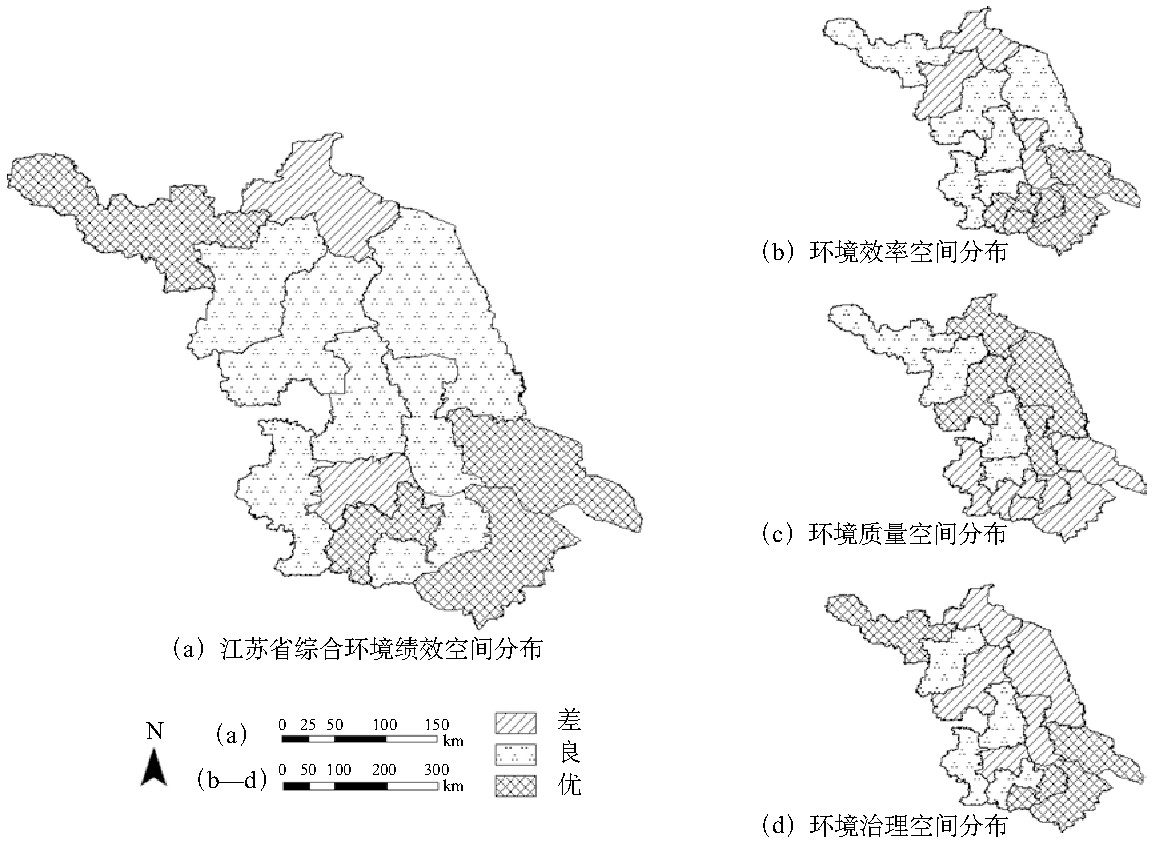 (b) 环境效率空间分布
(c) 环境质量空间分布
(a) 江苏省综合环境绩效空间分布
N
(a)
0 25 50 100 150
km
(b—d)
0 50 100 200 300
km
差
良
优
(d) 环境治理空间分布